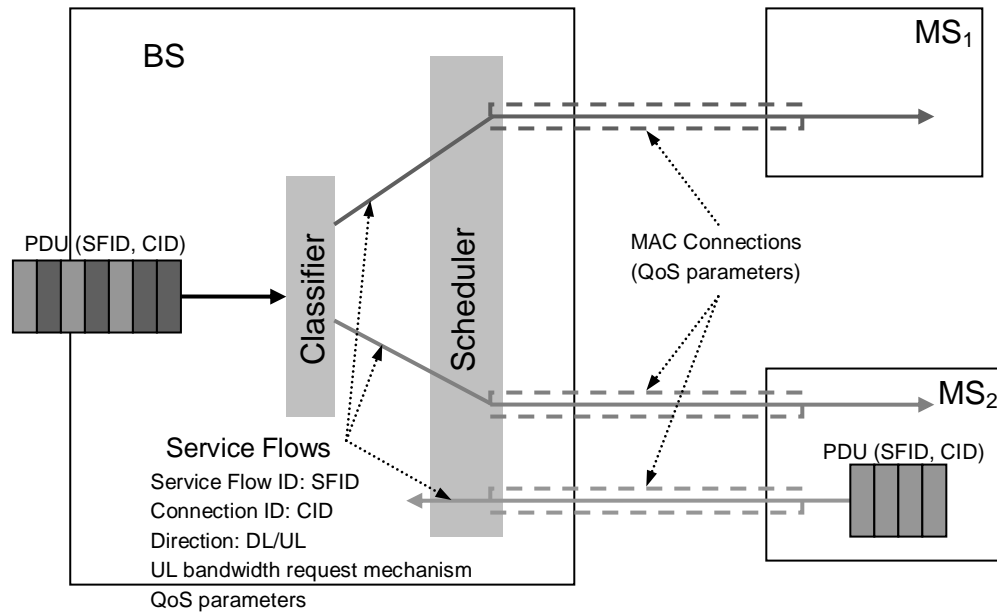 BS
MS1
PDU (SFID, CID)
Classifier
Scheduler
MAC Connections
(QoS parameters)
MS2
PDU (SFID, CID)
Service Flows
Service Flow ID: SFID
Connection ID: CID
Direction: DL/UL
UL bandwidth request mechanism
QoS parameters